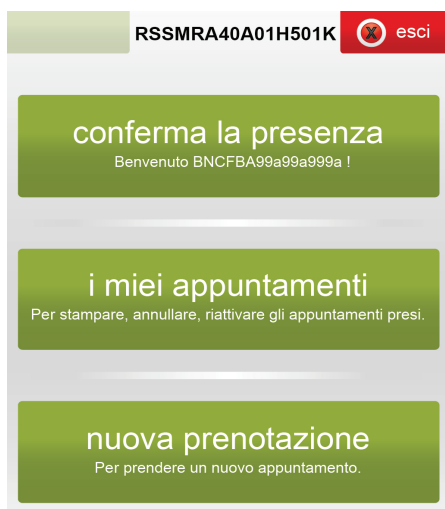 RSSMRA40A01H501K
esci
conferma la presenza
Benvenuto BNCFBA99a99a999a !
i miei appuntamenti
Per stampare, annullare, riattivare gli appuntamenti presi.
nuova prenotazione
Per prendere un nuovo appuntamento.